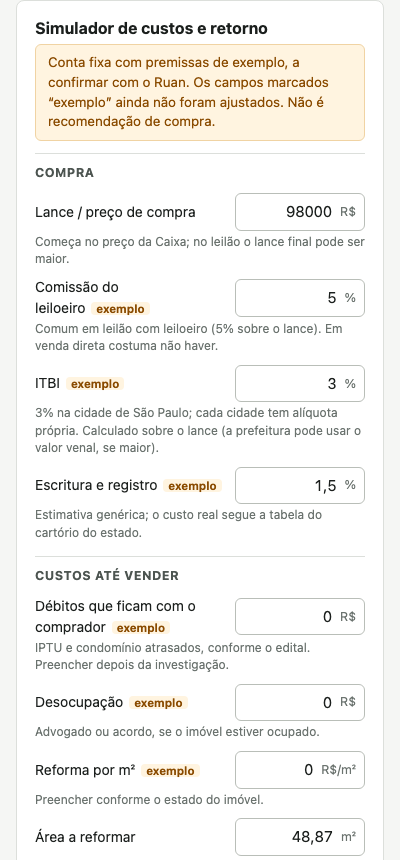 Simulador de custos e retorno
Conta fixa com premissas de exemplo, a
confirmar com o Ruan. Os campos marcados
“exemplo” ainda não foram ajustados. Não é
recomendação de compra.
COMPRA
Lance / preço de compra 98000 R$
Começa no preço da Caixa; no leilão o lance final pode ser
maior.
Comissão do
leiloeiro exemplo 5 %
Comum em leilão com leiloeiro (5% sobre o lance). Em
venda direta costuma não haver.
ITBI exemplo 3 %
3% na cidade de São Paulo; cada cidade tem alíquota
própria. Calculado sobre o lance (a prefeitura pode usar o
valor venal, se maior).
Escritura e registro exemplo 1,5 %
Estimativa genérica; o custo real segue a tabela do
cartório do estado.
CUSTOS ATÉ VENDER
Débitos que ficam com o
comprador exemplo 0 R$
IPTU e condomínio atrasados, conforme o edital.
Preencher depois da investigação.
Desocupação exemplo 0 R$
Advogado ou acordo, se o imóvel estiver ocupado.
Reforma por m² exemplo 0 R$/m²
Preencher conforme o estado do imóvel.
Área a reformar 48,87 m²